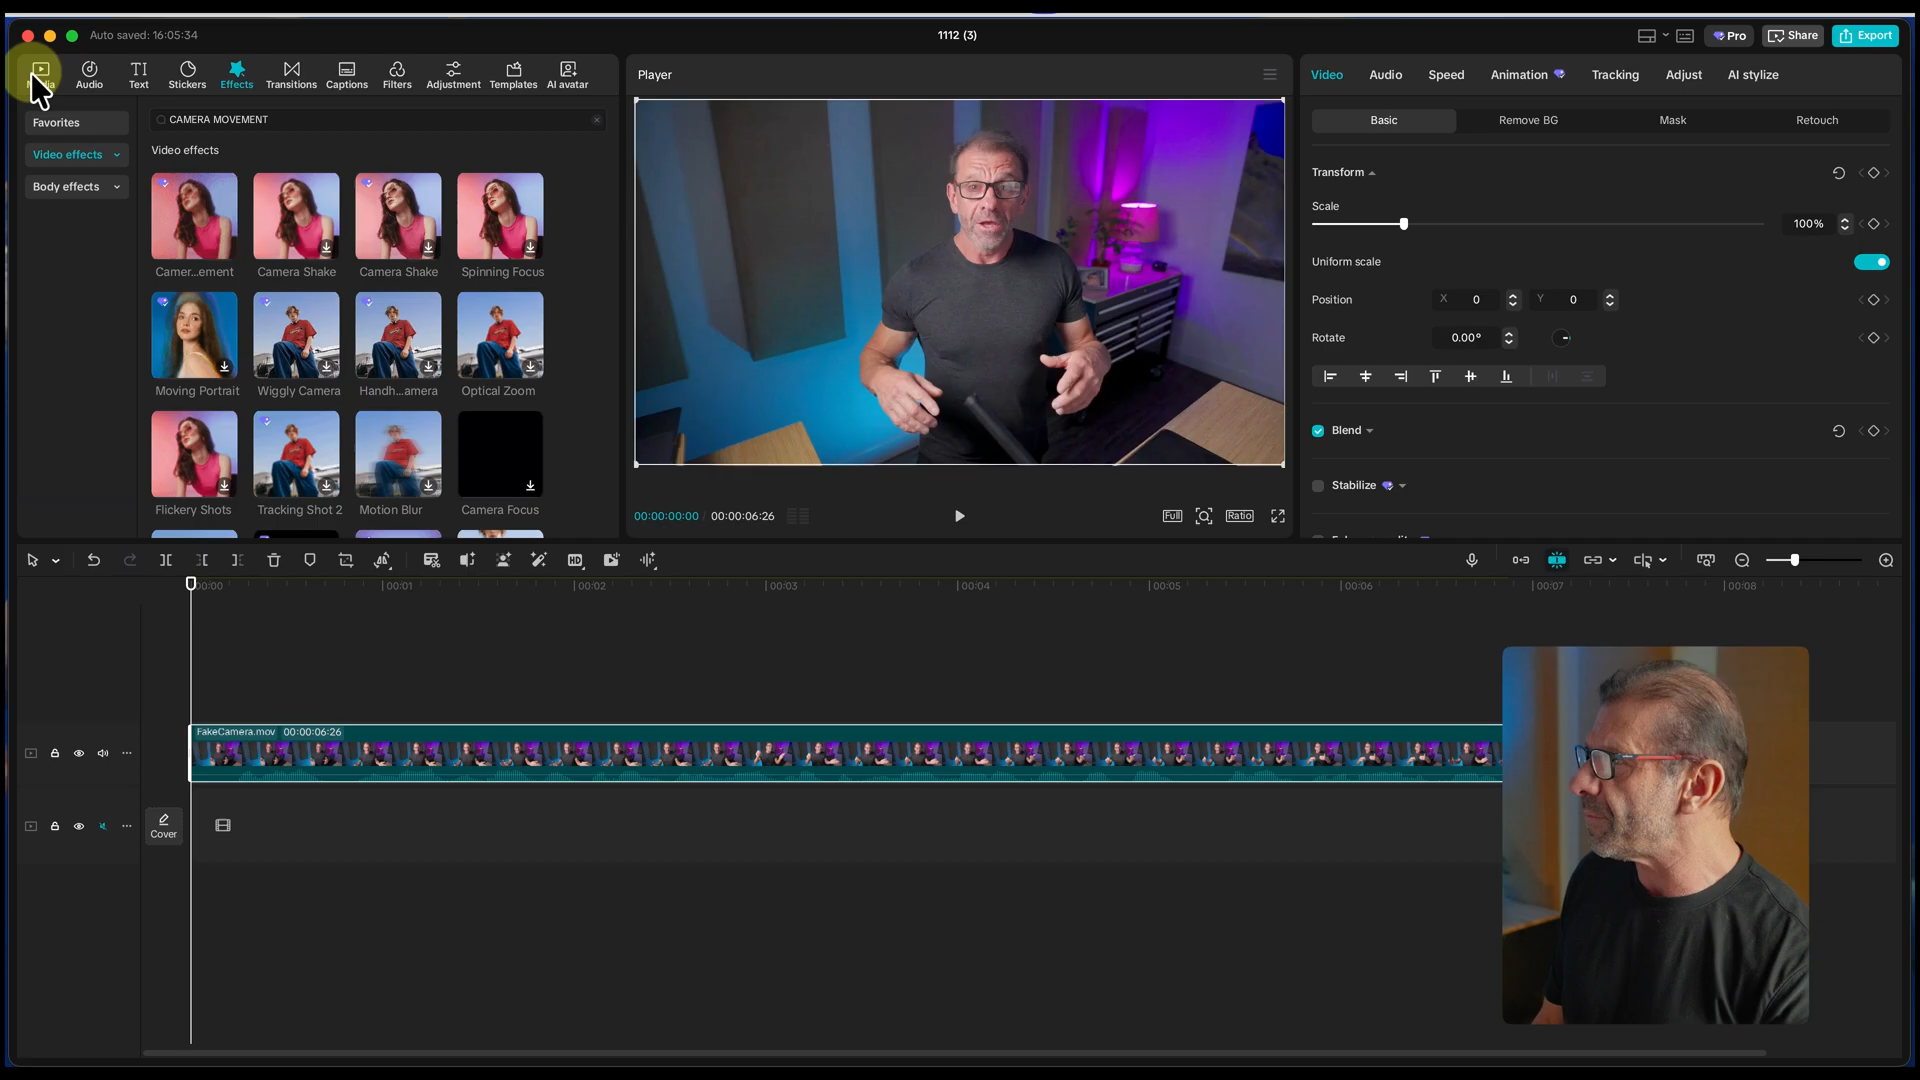 Auto saved: 16:05:34
1112 (3)
Pro
Share
Export
Audio
Text
Stickers
Effects
Transitions
Captions
Filters
Adjustment
Templates
AI avatar
Favorites
Video effects
Body effects
CAMERA MOVEMENT
Video effects
Camer...ement
Camera Shake
Camera Shake
Spinning Focus
Moving Portrait
Wiggly Camera
Handh...amera
Optical Zoom
Flickery Shots
Tracking Shot 2
Motion Blur
Camera Focus
Player
00:00:00:00 / 00:00:06:26
Full
Ratio
Video
Audio
Speed
Animation
Tracking
Adjust
AI stylize
Basic
Remove BG
Mask
Retouch
Transform
Scale
100%
Uniform scale
Position
X 0
Y 0
Rotate
0.00°
Blend
Stabilize
HD
00:00
00:01
00:02
00:03
00:04
00:05
00:06
00:07
00:08
FakeCamera.mov 00:00:06:26
Cover